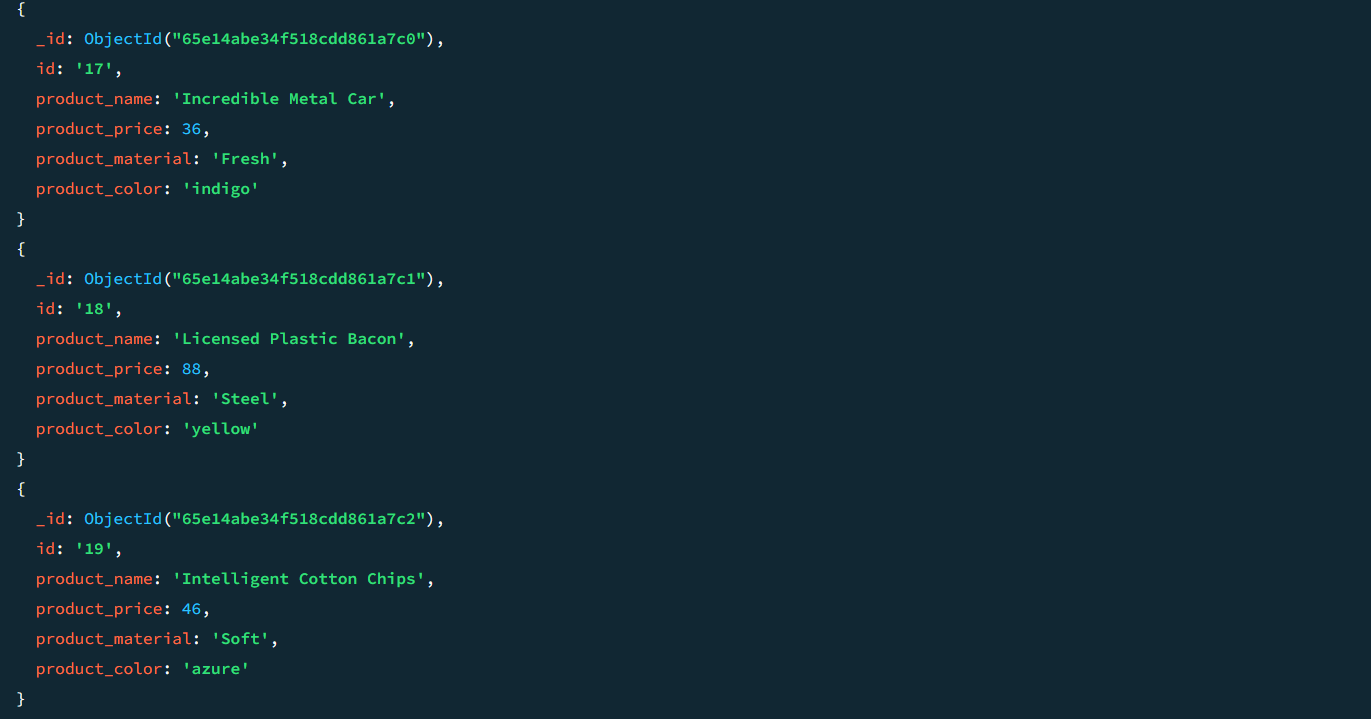 {
  _id: ObjectId("65e14abe34f518cdd861a7c0"),
  id: '17',
  product_name: 'Incredible Metal Car',
  product_price: 36,
  product_material: 'Fresh',
  product_color: 'indigo'
}
{
  _id: ObjectId("65e14abe34f518cdd861a7c1"),
  id: '18',
  product_name: 'Licensed Plastic Bacon',
  product_price: 88,
  product_material: 'Steel',
  product_color: 'yellow'
}
{
  _id: ObjectId("65e14abe34f518cdd861a7c2"),
  id: '19',
  product_name: 'Intelligent Cotton Chips',
  product_price: 46,
  product_material: 'Soft',
  product_color: 'azure'
}